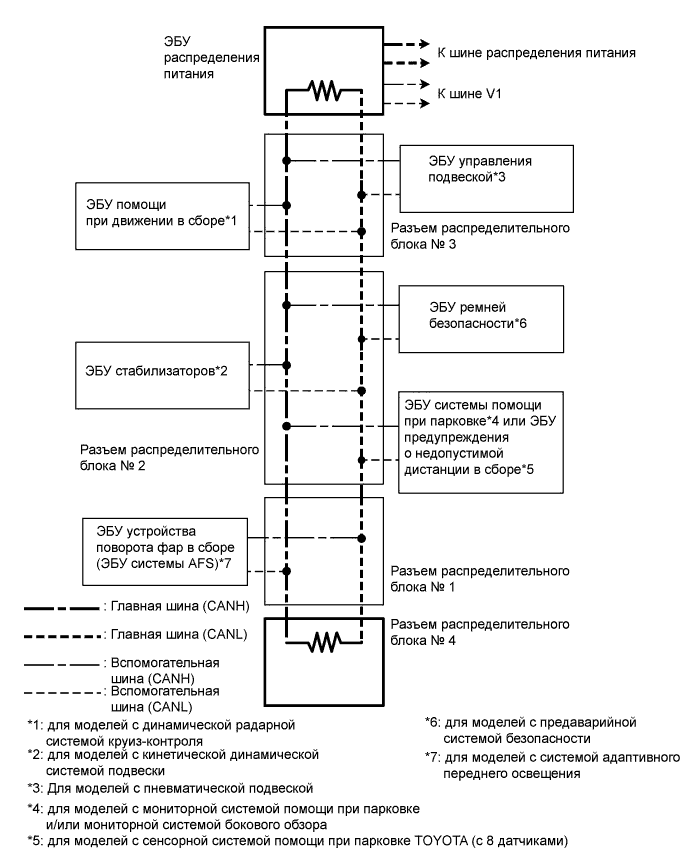 ЭБУ
распределения
питания
К шине распределения питания
К шине V1
ЭБУ управления
подвеской*3
ЭБУ помощи
при движении в сборе*1
Разъем распределительного
блока № 3
ЭБУ ремней
безопасности*6
ЭБУ стабилизаторов*2
ЭБУ системы помощи
при парковке*4 или ЭБУ
предупреждения
о недопустимой
дистанции в сборе*5
Разъем распределительного
блока № 2
ЭБУ устройства
поворота фар в сборе
(ЭБУ системы AFS)*7
Разъем распределительного
блока № 1
: Главная шина (CANH)
Разъем распределительного
блока № 4
: Главная шина (CANL)
: Вспомогательная
шина (CANH)
: Вспомогательная
шина (CANL)
*1: для моделей с динамической радарной
системой круиз-контроля
*2: для моделей с кинетической динамической
системой подвески
*3: Для моделей с пневматической подвеской
*4: для моделей с мониторной системой помощи при парковке
и/или мониторной системой бокового обзора
*5: для моделей с сенсорной системой помощи при парковке TOYOTA (с 8 датчиками)
*6: для моделей с предаварийной
системой безопасности
*7: для моделей с системой адаптивного
переднего освещения